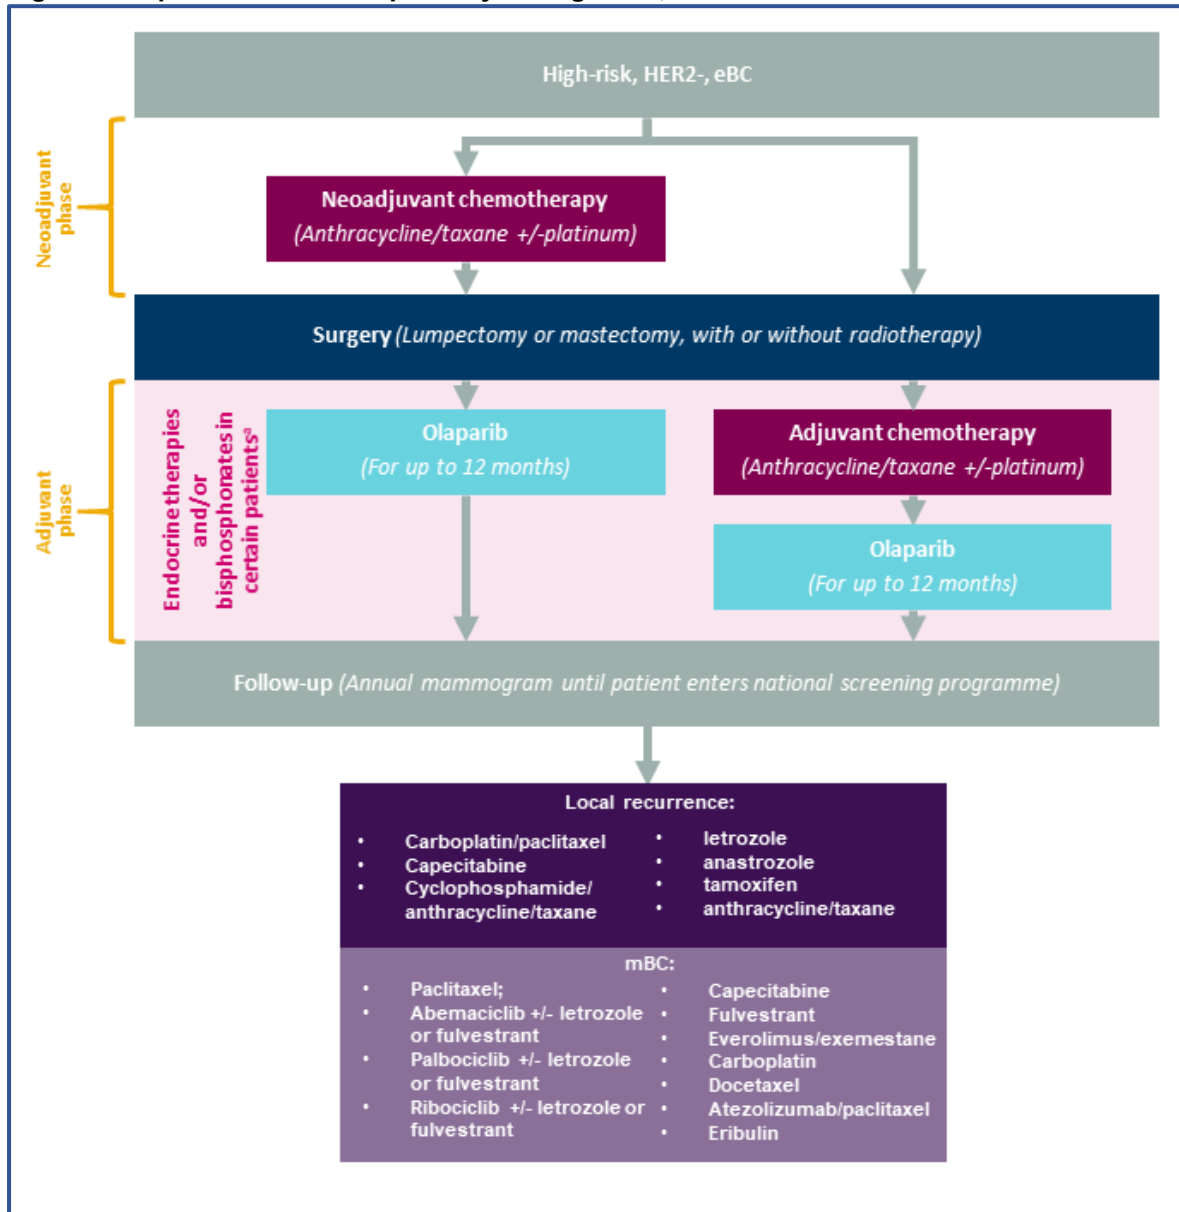 High-risk, HER2-, eBC
Neoadjuvant
phase
Neoadjuvant chemotherapy
(Anthracycline/taxane +/-platinum)
Surgery (Lumpectomy or mastectomy, with or without radiotherapy)
Adjuvant
phase
Endocrine therapies
and/or
bisphosphonates in
certain patientsᵃ
Olaparib
(For up to 12 months)
Adjuvant chemotherapy
(Anthracycline/taxane +/-platinum)
Olaparib
(For up to 12 months)
Follow-up (Annual mammogram until patient enters national screening programme)
Local recurrence:
• Carboplatin/paclitaxel
• Capecitabine
• Cyclophosphamide/
anthracycline/taxane
• letrozole
• anastrozole
• tamoxifen
• anthracycline/taxane
mBC:
• Paclitaxel;
• Abemaciclib +/- letrozole
or fulvestrant
• Palbociclib +/- letrozole
or fulvestrant
• Ribociclib +/- letrozole or
fulvestrant
• Capecitabine
• Fulvestrant
• Everolimus/exemestane
• Carboplatin
• Docetaxel
• Atezolizumab/paclitaxel
• Eribulin